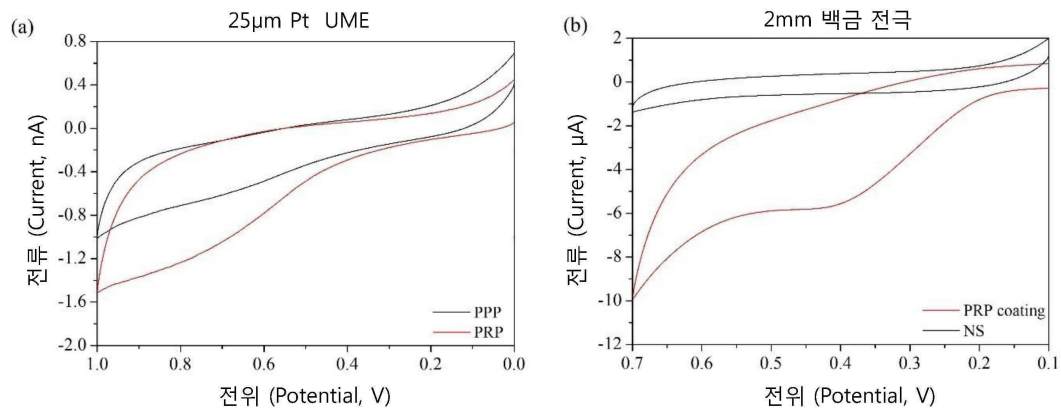 (a)
25μm Pt UME
전류 (Current, nA)
0.8
0.4
0.0
-0.4
-0.8
-1.2
-1.6
-2.0
PPP
PRP
1.0 0.8 0.6 0.4 0.2 0.0
전위 (Potential, V)
(b)
2mm 백금 전극
전류 (Current, μA)
2
0
-2
-4
-6
-8
-10
-12
PRP coating
NS
0.7 0.6 0.5 0.4 0.3 0.2 0.1
전위 (Potential, V)